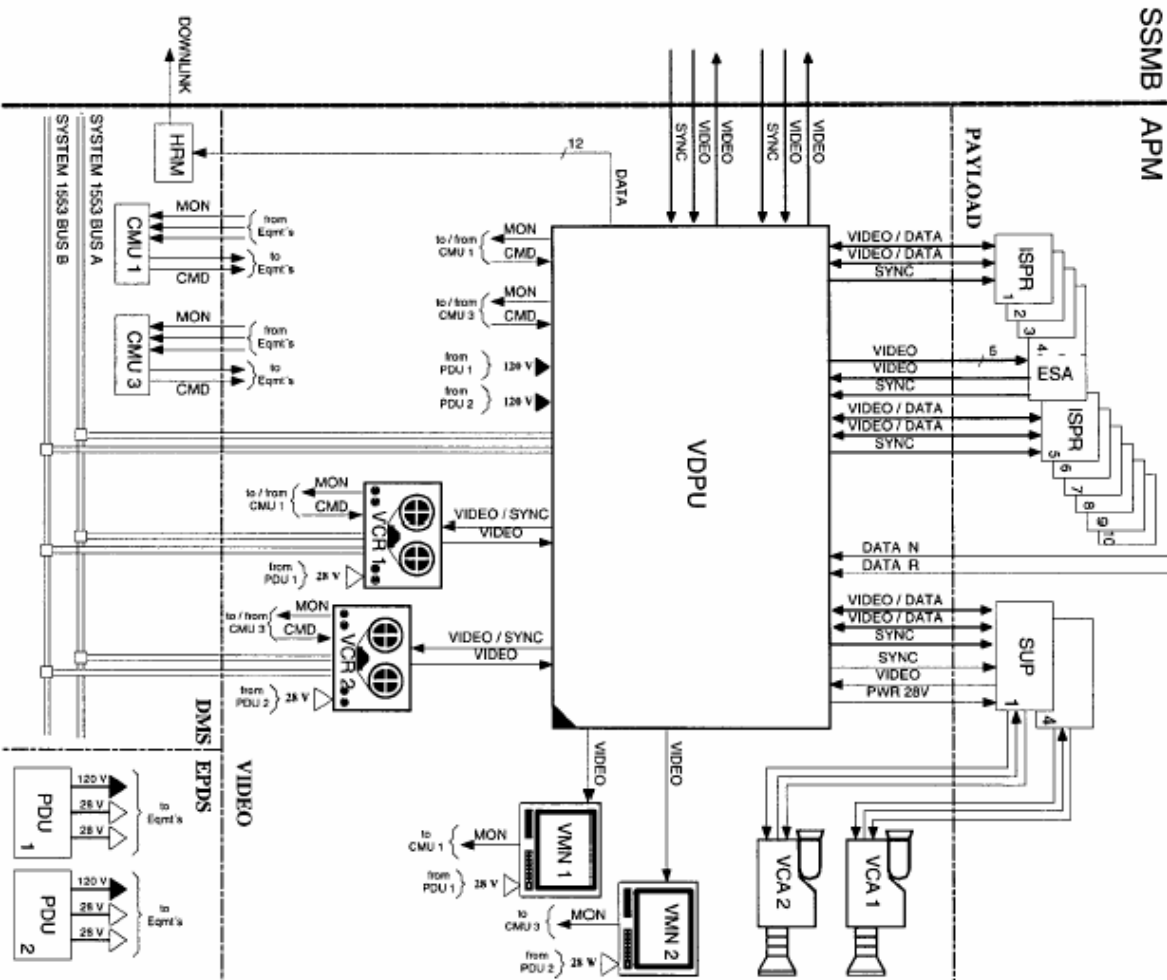 SSMB
APM
DOWNLINK
HRM
12
DATA
SYNC
VIDEO
VIDEO
SYNC
VIDEO
VIDEO
PAYLOAD
SYSTEM 1553 BUS B
SYSTEM 1553 BUS A
CMU 1
MON
from
Eqmt's
to
Eqmt's
CMD
CMU 3
MON
from
Eqmt's
to
Eqmt's
CMD
to / from
CMU 1
MON
CMD
to / from
CMU 3
MON
CMD
from
PDU 1
120 V
from
PDU 2
120 V
VDPU
VIDEO / DATA
VIDEO / DATA
SYNC
ISPR
1
2
3
4
VIDEO
5
VIDEO
SYNC
ESA
VIDEO / DATA
VIDEO / DATA
SYNC
ISPR
5
6
7
8
9
10
DATA N
DATA R
VIDEO / DATA
VIDEO / DATA
SYNC
SYNC
VIDEO
PWR 28V
SUP
1
4
to / from
CMU 1
MON
CMD
VCR 1
from
PDU 1
28 V
VIDEO / SYNC
VIDEO
to / from
CMU 3
MON
CMD
VCR 2
from
PDU 2
28 V
VIDEO / SYNC
VIDEO
DMS
EPDS
VIDEO
PDU
1
120 V
28 V
28 V
to
Eqmt's
PDU
2
120 V
28 V
28 V
to
Eqmt's
VIDEO
VIDEO
VMN 1
to
CMU 1
MON
from
PDU 1
28 V
VMN 2
to
CMU 3
MON
from
PDU 2
28 W
VCA 2
VCA 1